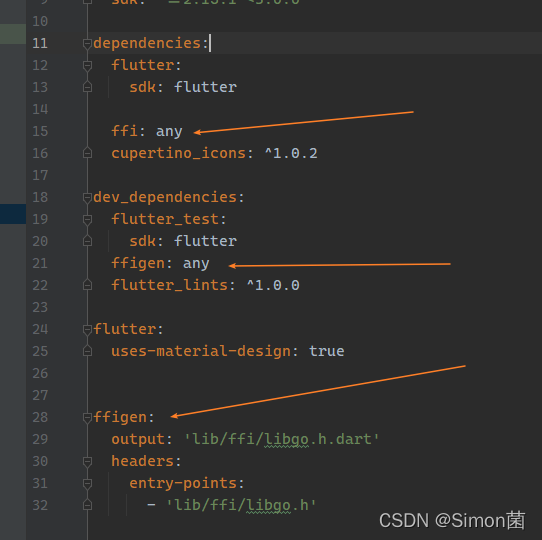 11 dependencies:
12 flutter:
13 sdk: flutter
14
15 ffi: any
16 cupertino_icons: ^1.0.2
17
18 dev_dependencies:
19 flutter_test:
20 sdk: flutter
21 ffigen: any
22 flutter_lints: ^1.0.0
23
24 flutter:
25 uses-material-design: true
26
27
28 ffigen:
29 output: 'lib/ffi/libgo.h.dart'
30 headers:
31 entry-points:
32 - 'lib/ffi/libgo.h'
CSDN @Simon菌